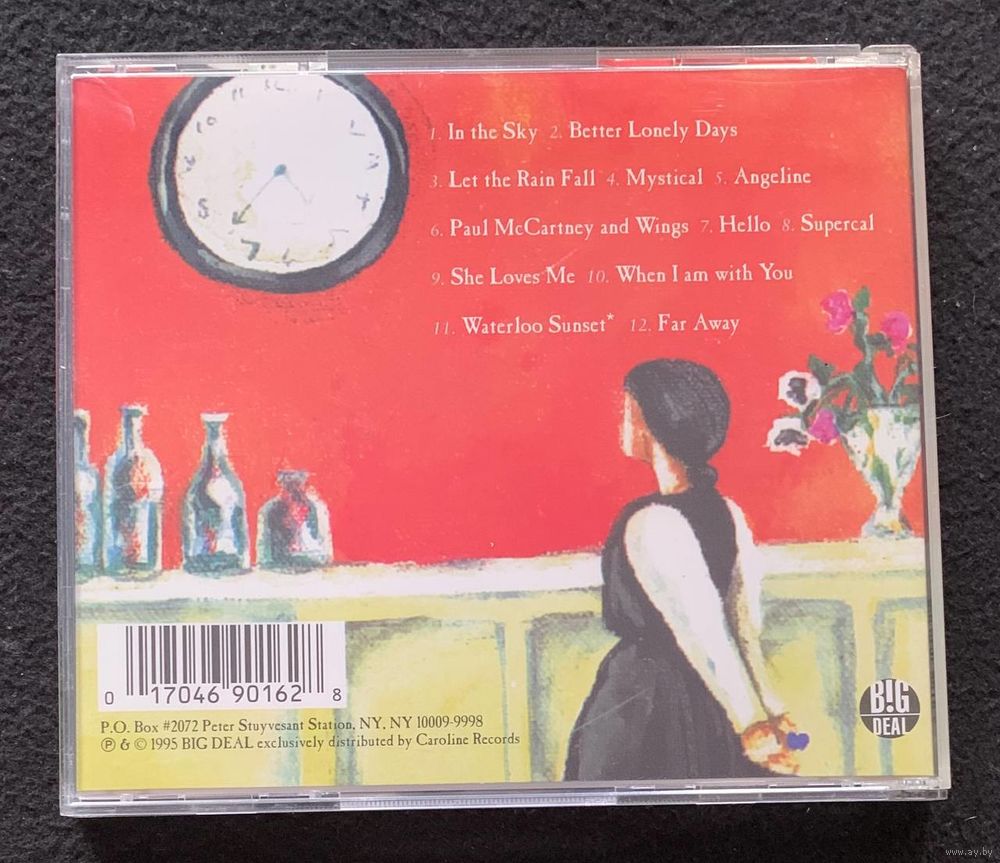 1. In the Sky 2. Better Lonely Days
3. Let the Rain Fall 4. Mystical 5. Angeline
6. Paul McCartney and Wings 7. Hello 8. Supercal
9. She Loves Me 10. When I am with You
11. Waterloo Sunset* 12. Far Away
0 17046 90162 8
P.O. Box #2072 Peter Stuyvesant Station, NY, NY 10009-9998
℗ & © 1995 BIG DEAL exclusively distributed by Caroline Records
B!G
DEAL
www.ay.by